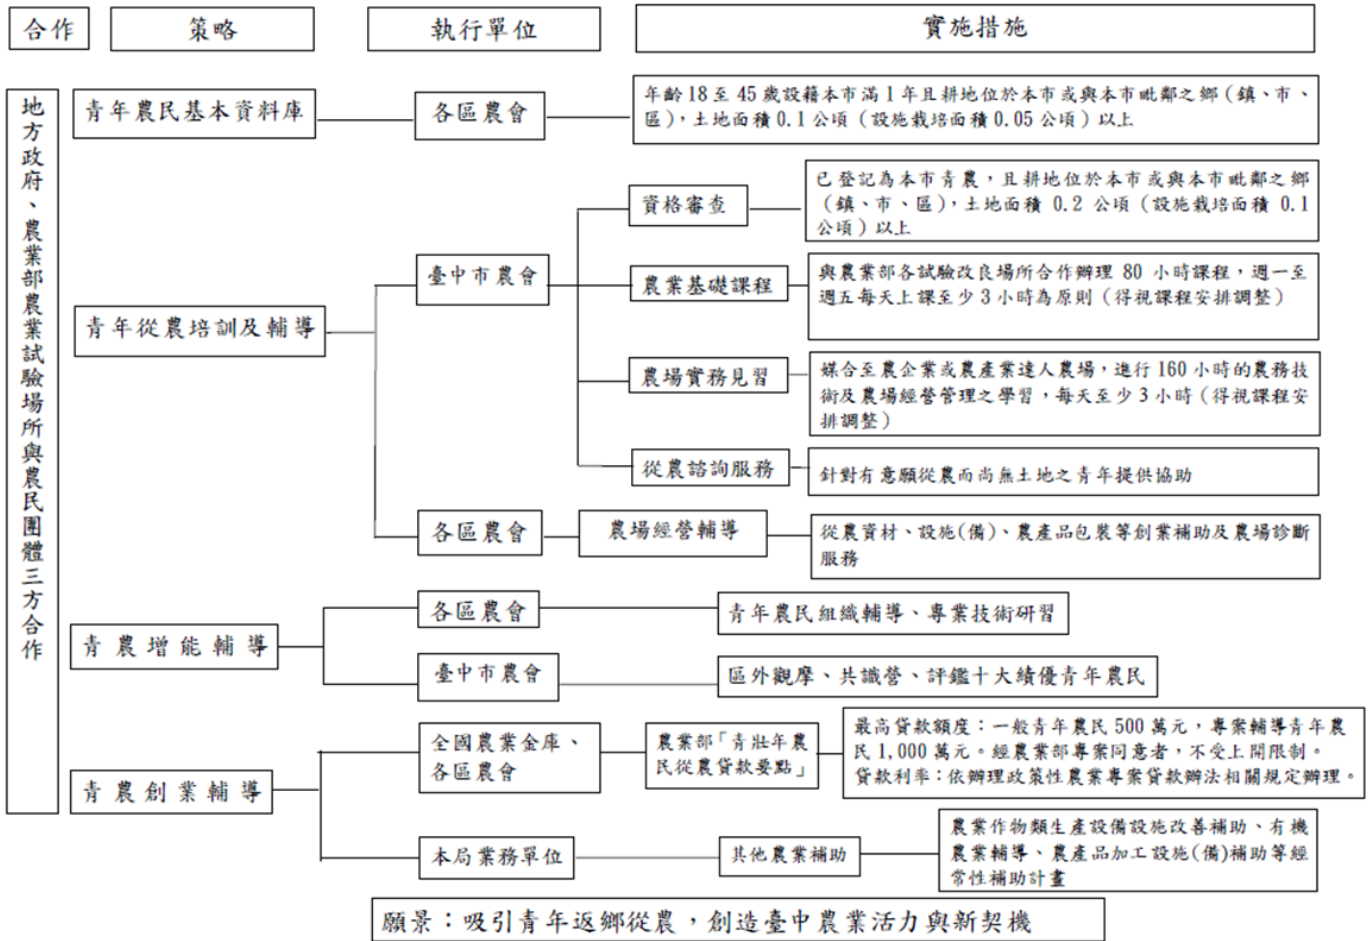 合作
策略
執行單位
實施措施
地方政府、農業部農業試驗場所與農民團體三方合作
青年農民基本資料庫
各區農會
年齡 18 至 45 歲設籍本市滿 1 年且耕地位於本市或與本市毗鄰之鄉(鎮、市、
區),土地面積 0.1 公頃(設施栽培面積 0.05 公頃)以上
青年從農培訓及輔導
臺中市農會
資格審查
已登記為本市青農,且耕地位於本市或與本市毗鄰之鄉
(鎮、市、區),土地面積 0.2 公頃(設施栽培面積 0.1
公頃)以上
農業基礎課程
與農業部各試驗改良場所合作辦理 80 小時課程,週一至
週五每天上課至少 3 小時為原則(得視課程安排調整)
農場實務見習
媒合至農企業或農產業達人農場,進行 160 小時的農務技
術及農場經營管理之學習,每天至少 3 小時(得視課程安
排調整)
從農諮詢服務
針對有意願從農而尚無土地之青年提供協助
各區農會
農場經營輔導
從農資材、設施(備)、農產品包裝等創業補助及農場診斷
服務
青農增能輔導
各區農會
青年農民組織輔導、專業技術研習
臺中市農會
區外觀摩、共識營、評鑑十大績優青年農民
青農創業輔導
全國農業金庫、
各區農會
農業部「青壯年農
民從農貸款要點」
最高貸款額度:一般青年農民 500 萬元,專案輔導青年農
民 1,000 萬元。經農業部專案同意者,不受上開限制。
貸款利率:依辦理政策性農業專案貸款辦法相關規定辦理。
本局業務單位
其他農業補助
農業作物類生產設備設施改善補助、有機
農業輔導、農產品加工設施(備)補助等經
常性補助計畫
願景:吸引青年返鄉從農,創造臺中農業活力與新契機